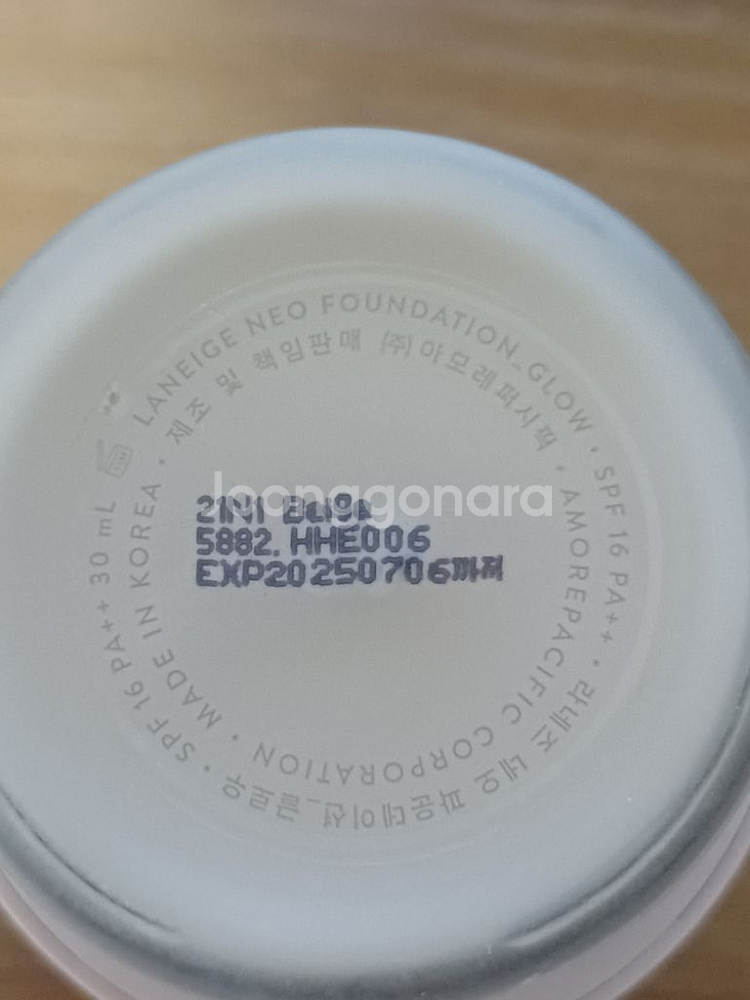 LANEIGE NEO FOUNDATION_GLOW · SPF 16 PA++ · 라네즈 네오 파운데이션_글로우 · SPF 16 PA++ 30 mL
제조 및 책임판매 (주)아모레퍼시픽 · AMOREPACIFIC CORPORATION · MADE IN KOREA ·
Joonggonara
21N1 Beige
5882. HHE006
EXP20250706까지